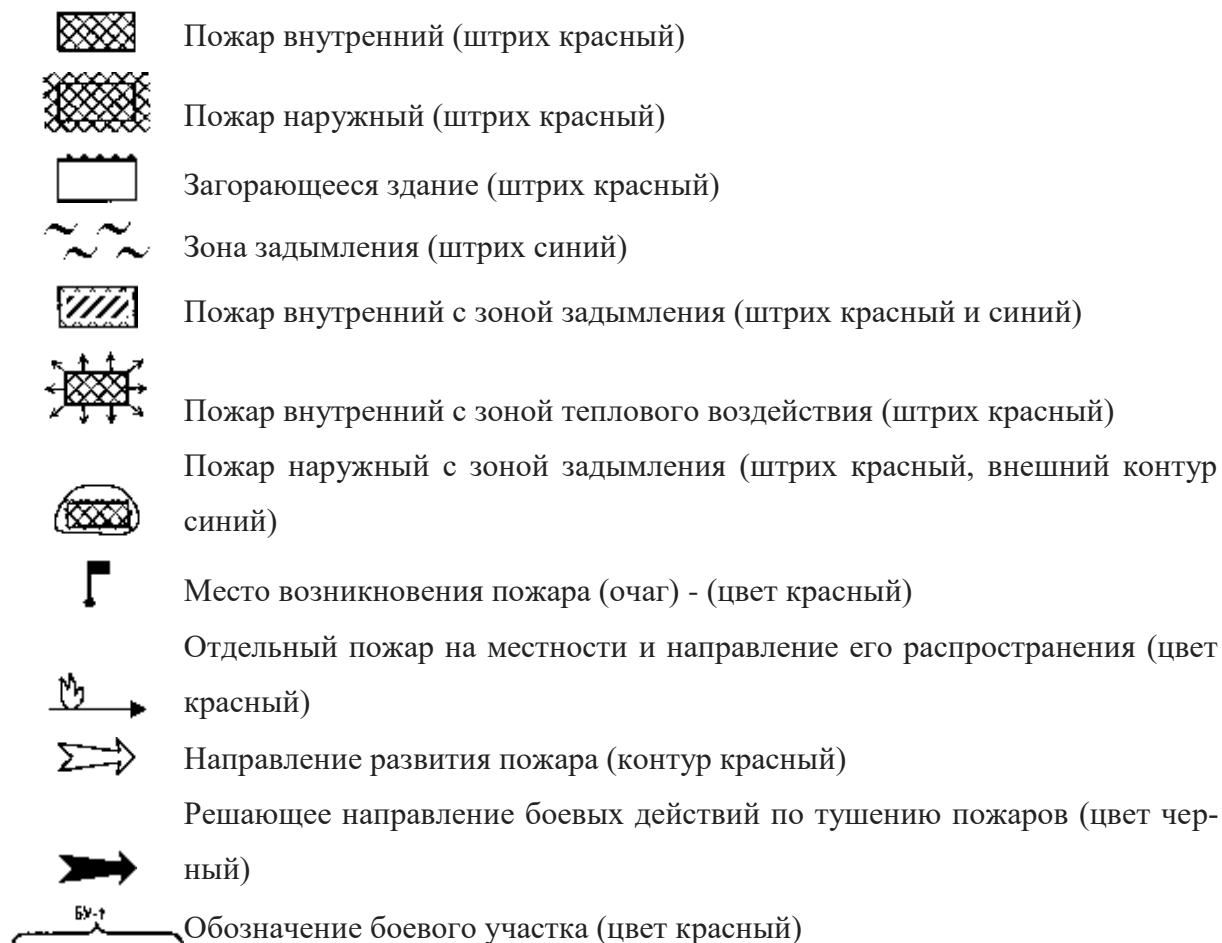 Пожар внутренний (штрих красный)
Пожар наружный (штрих красный)
Загорающееся здание (штрих красный)
Зона задымления (штрих синий)
Пожар внутренний с зоной задымления (штрих красный и синий)
Пожар внутренний с зоной теплового воздействия (штрих красный)
Пожар наружный с зоной задымления (штрих красный, внешний контур
синий)
Место возникновения пожара (очаг) - (цвет красный)
Отдельный пожар на местности и направление его распространения (цвет
красный)
Направление развития пожара (контур красный)
Решающее направление боевых действий по тушению пожаров (цвет чер-
ный)
БУ-1
Обозначение боевого участка (цвет красный)